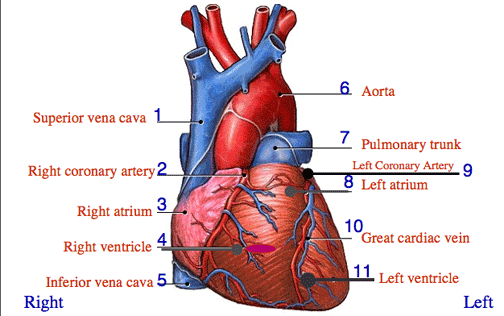 6 Aorta
Superior vena cava 1
7 Pulmonary trunk
Left Coronary Artery 9
Right coronary artery 2
8 Left atrium
Right atrium 3
10 Great cardiac vein
Right ventricle 4
11 Left ventricle
Inferior vena cava 5
Right
Left